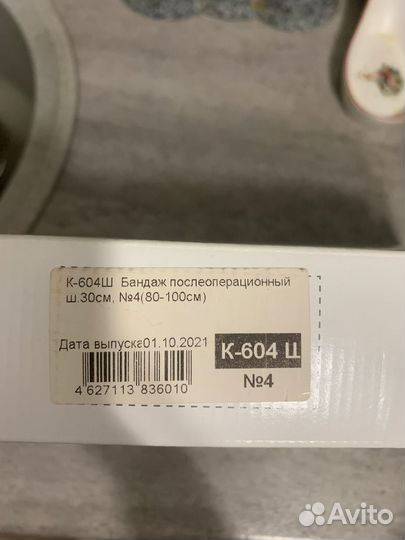 К-604Ш Бандаж послеоперационный
ш.30см, №4(80-100см)
Дата выпуска01.10.2021
К-604 Ш
4 627113 836010
№4
Avito